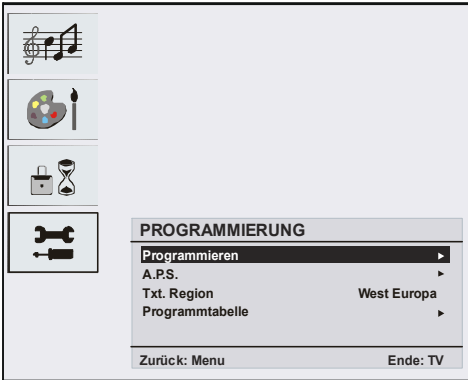 PROGRAMMIERUNG
Programmieren
A.P.S.
Txt. Region West Europa
Programmtabelle
Zurück: Menu Ende: TV